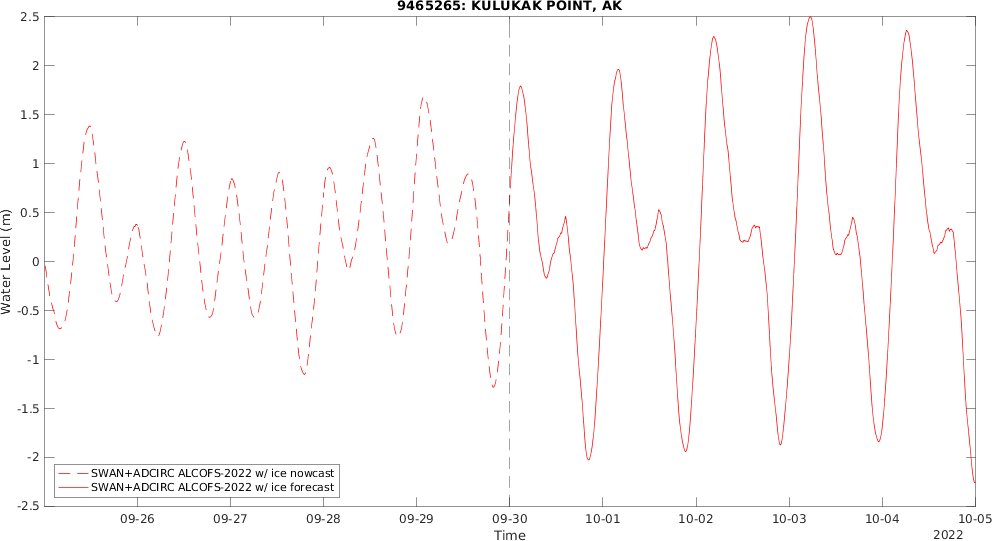 9465265: KULUKAK POINT, AK
2.5
2
1.5
1
0.5
0
-0.5
-1
-1.5
-2
-2.5
Water Level (m)
SWAN+ADCIRC ALCOFS-2022 w/ ice nowcast
SWAN+ADCIRC ALCOFS-2022 w/ ice forecast
09-26 09-27 09-28 09-29 09-30 10-01 10-02 10-03 10-04 10-05
Time
2022